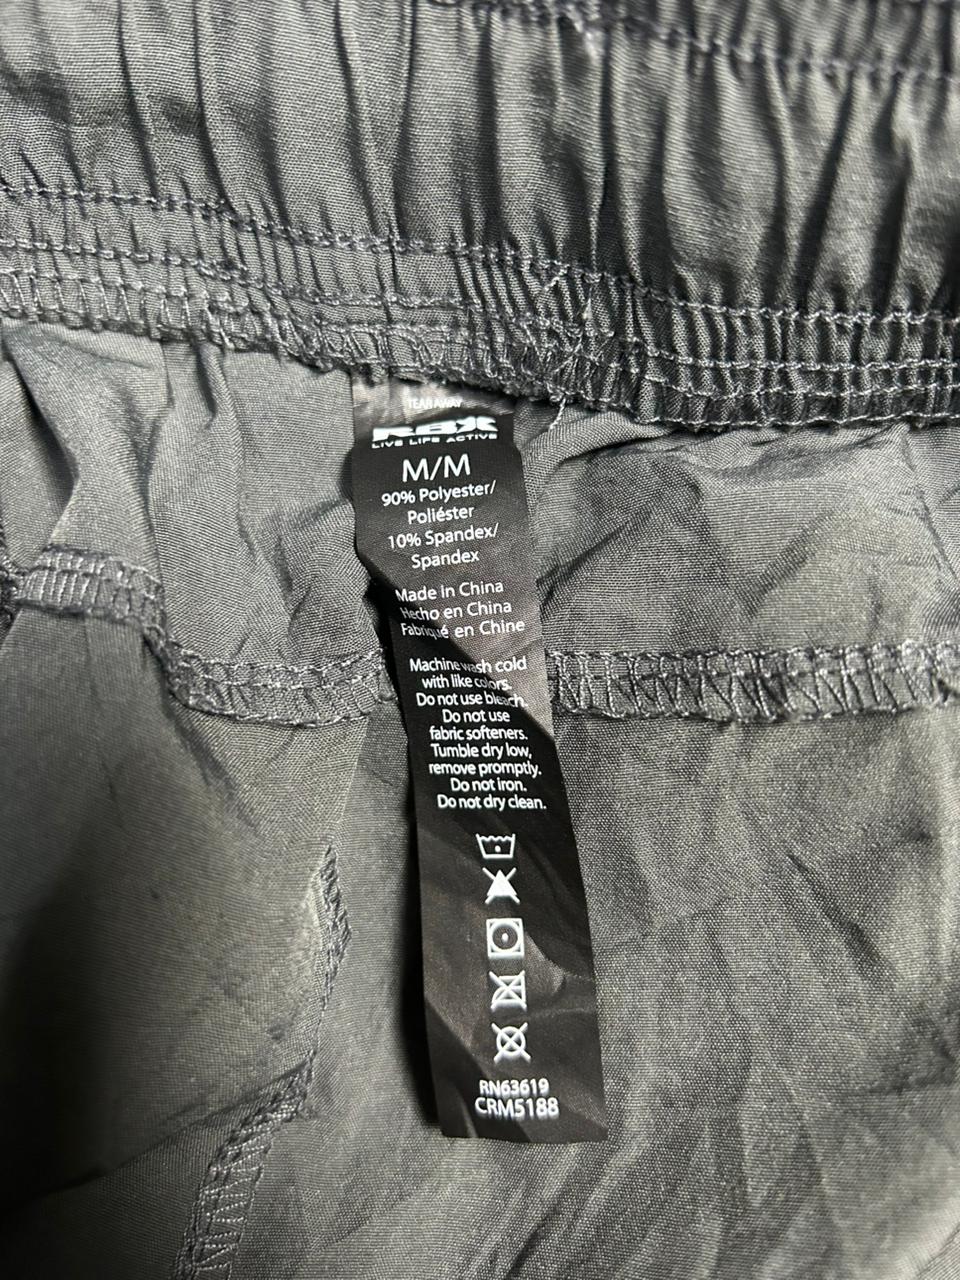 TEAR AWAY
RBX
LIVE LIFE ACTIVE
M/M
90% Polyester/
Poliéster
10% Spandex/
Spandex
Made in China
Hecho en China
Fabriqué en Chine
Machine wash cold
with like colors.
Do not use bleach.
Do not use
fabric softeners.
Tumble dry low,
remove promptly.
Do not iron.
Do not dry clean.
RN63619
CRM5188